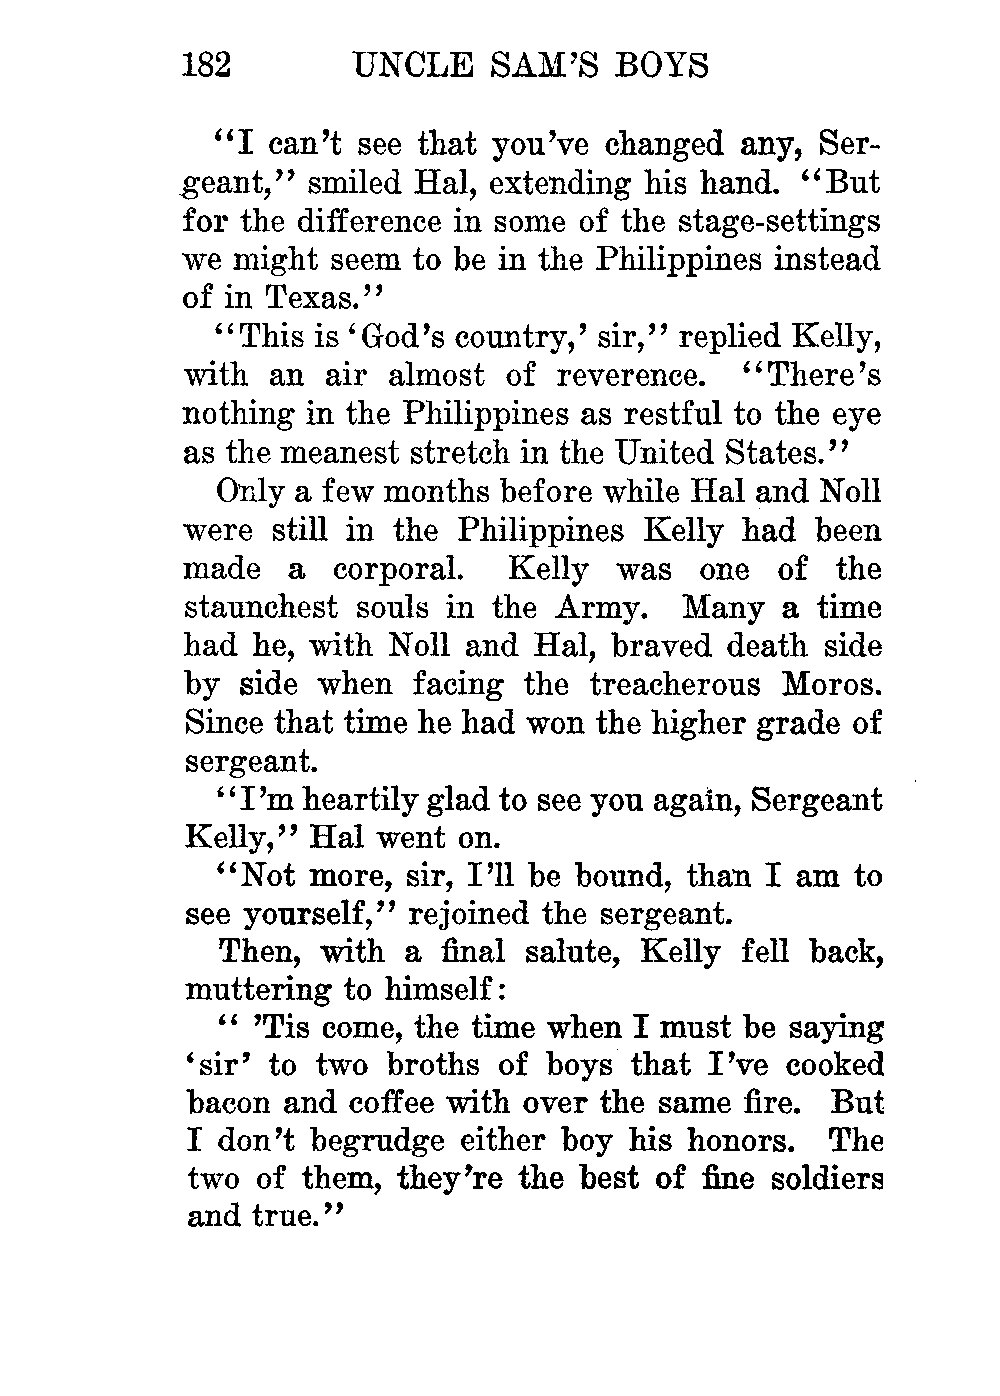 182 UNCLE SAM'S BOYS
"I can't see that you've changed any, Ser-
geant," smiled Hal, extending his hand. "But
for the difference in some of the stage-settings
we might seem to be in the Philippines instead
of in Texas."
"This is 'God's country,' sir," replied Kelly,
with an air almost of reverence. "There's
nothing in the Philippines as restful to the eye
as the meanest stretch in the United States."
Only a few months before while Hal and Noll
were still in the Philippines Kelly had been
made a corporal. Kelly was one of the
staunchest souls in the Army. Many a time
had he, with Noll and Hal, braved death side
by side when facing the treacherous Moros.
Since that time he had won the higher grade of
sergeant.
"I'm heartily glad to see you again, Sergeant
Kelly," Hal went on.
"Not more, sir, I'll be bound, than I am to
see yourself," rejoined the sergeant.
Then, with a final salute, Kelly fell back,
muttering to himself:
" 'Tis come, the time when I must be saying
'sir' to two broths of boys that I've cooked
bacon and coffee with over the same fire. But
I don't begrudge either boy his honors. The
two of them, they're the best of fine soldiers
and true."